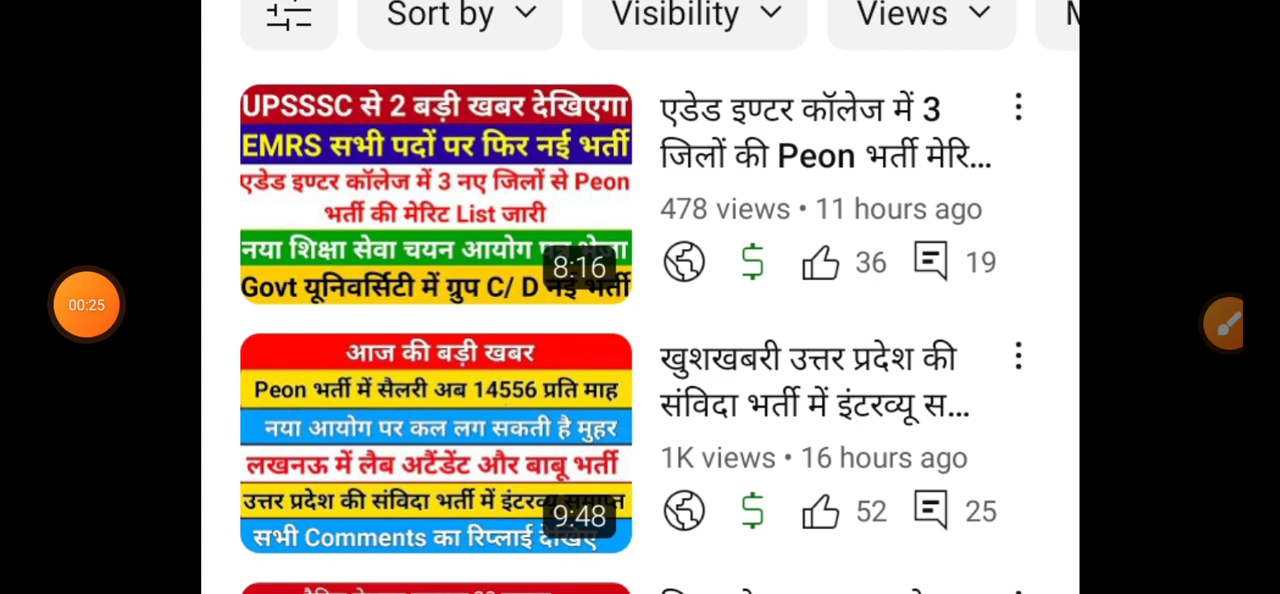 Sort by
Visibility
Views
UPSSSC से 2 बड़ी खबर देखिएगा
EMRS सभी पदों पर फिर नई भर्ती
एडेड इण्टर कॉलेज में 3 नए जिलों से Peon
भर्ती की मेरिट List जारी
नया शिक्षा सेवा चयन आयोग
8:16
Govt यूनिवर्सिटी में ग्रुप C/ D नई भर्ती
एडेड इण्टर कॉलेज में 3
जिलों की Peon भर्ती मेरि...
478 views • 11 hours ago
36
19
00:25
आज की बड़ी खबर
Peon भर्ती में सैलरी अब 14556 प्रति माह
नया आयोग पर कल लग सकती है मुहर
लखनऊ में लैब अटैंडेंट और बाबू भर्ती
उत्तर प्रदेश की संविदा भर्ती में इंटरव्यू समाप्त
9:48
सभी Comments का रिप्लाई देखिए
खुशखबरी उत्तर प्रदेश की
संविदा भर्ती में इंटरव्यू स...
1K views • 16 hours ago
52
25